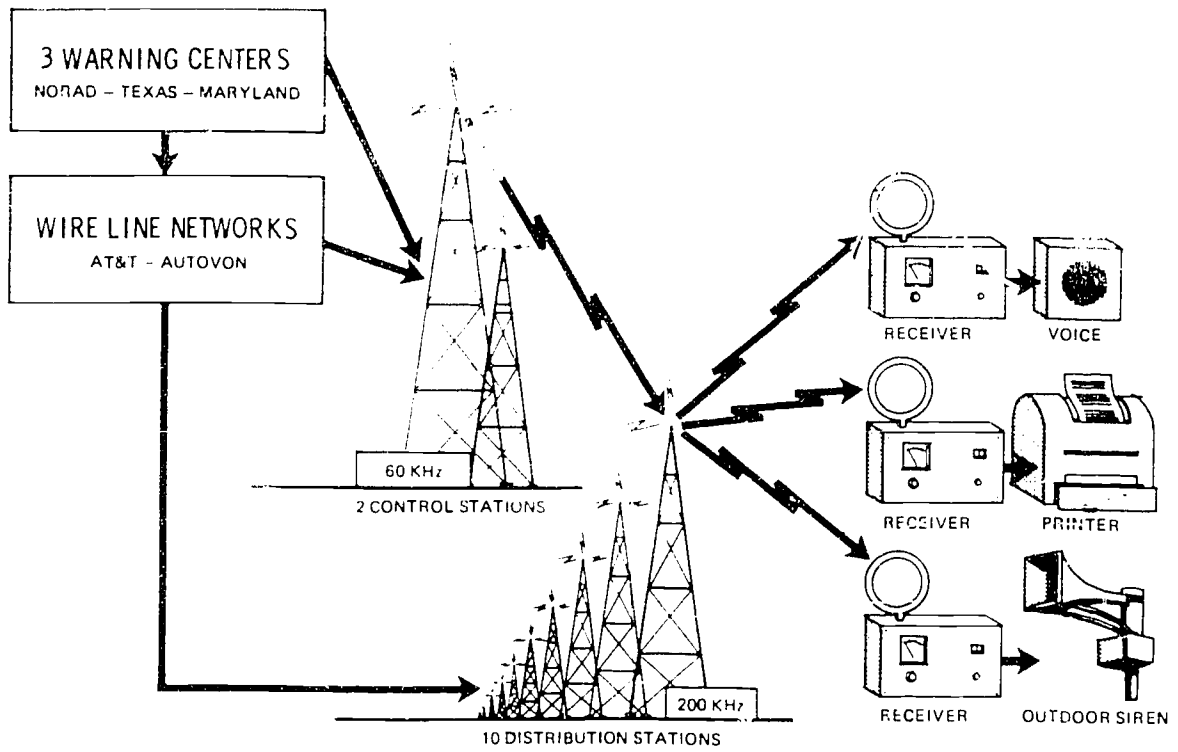 3 WARNING CENTERS
NORAD – TEXAS – MARYLAND
WIRE LINE NETWORKS
AT&T – AUTOVON
60 KHz
2 CONTROL STATIONS
200 KHz
10 DISTRIBUTION STATIONS
RECEIVER
VOICE
RECEIVER
PRINTER
RECEIVER
OUTDOOR SIREN